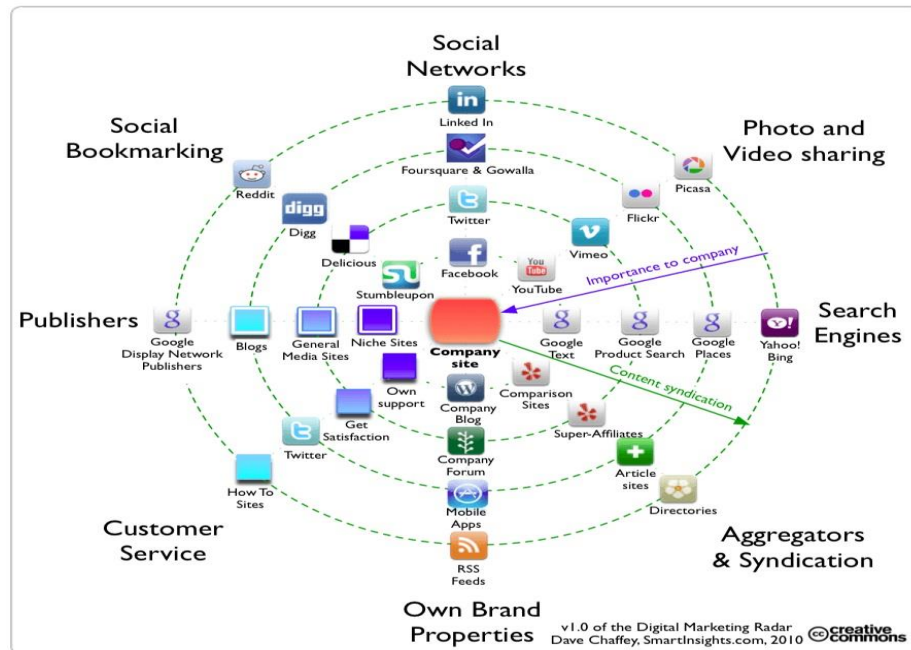 Social
Networks
Linked In
Foursquare & Gowalla
Twitter
Facebook
Social
Bookmarking
Reddit
digg
Digg
Delicious
Stumbleupon
Photo and
Video sharing
Picasa
Flickr
Vimeo
You
Tube
YouTube
Importance to company
Publishers
Google
Display Network
Publishers
Blogs
General
Media Sites
Niche Sites
Company
site
Google
Text
Google
Product Search
Google
Places
Yahoo!
Bing
Search
Engines
Content syndication
Own
support
Get
Satisfaction
Twitter
How To
Sites
Customer
Service
Company
Blog
Company
Forum
Mobile
Apps
RSS
Feeds
Own Brand
Properties
Comparison
Sites
Super-Affiliates
Article
sites
Directories
Aggregators
& Syndication
v1.0 of the Digital Marketing Radar
Dave Chaffey, SmartInsights.com, 2010
cc creative
commons